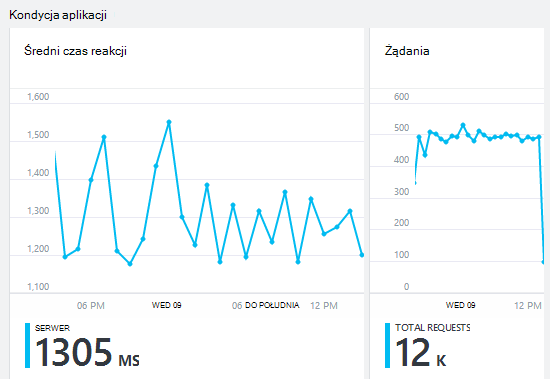 Kondycja aplikacji
Średni czas reakcji
1,600
1,500
1,400
1,300
1,200
1,100
06 PM WED 09 06 DO POŁUDNIA 12 PM
SERWER
1305 MS
Żądania
600
500
400
300
200
100
0
WED 09 12 PM
TOTAL REQUESTS
12 K